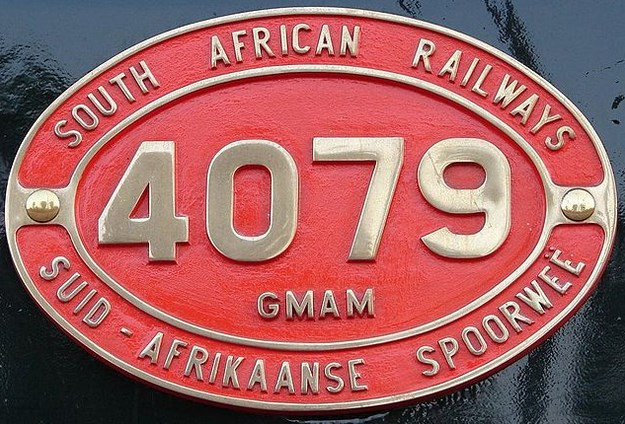 SOUTH AFRICAN RAILWAYS
4079
GMAM
SUID - AFRIKAANSE SPOORWEË